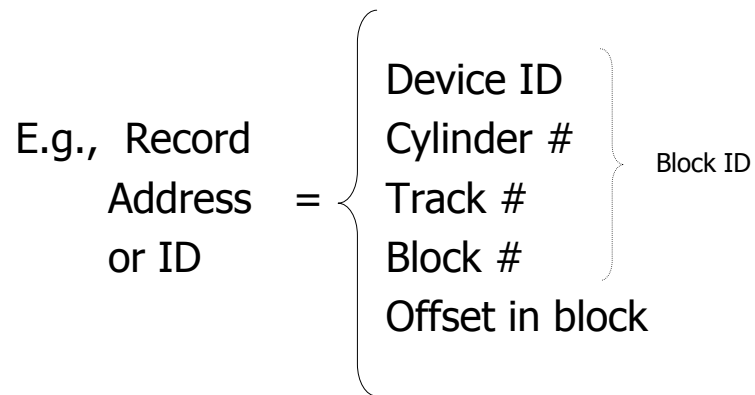 E.g., Record
Address
or ID
=
Device ID
Cylinder #
Track #
Block #
Offset in block
Block ID